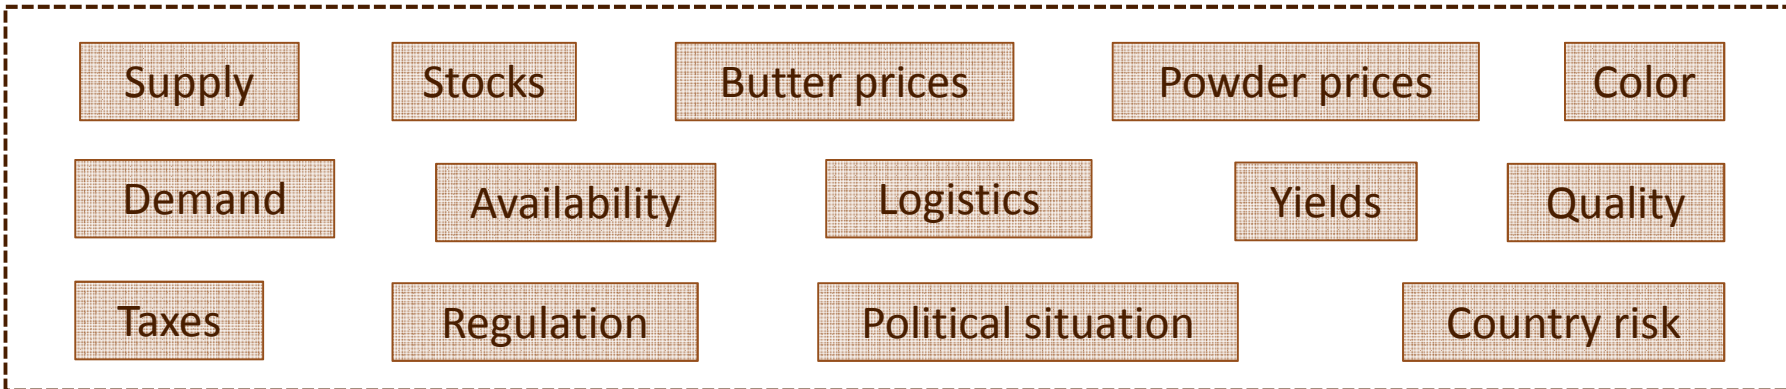 Supply Stocks Butter prices Powder prices Color
Demand Availability Logistics Yields Quality
Taxes Regulation Political situation Country risk